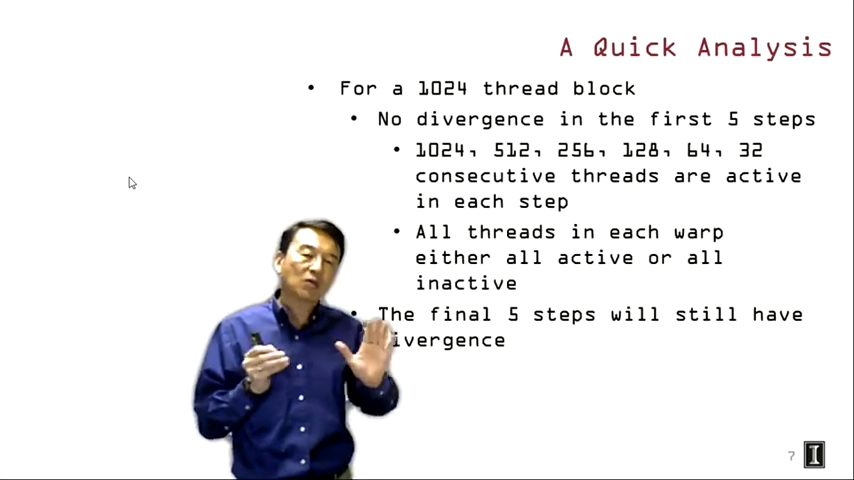 A Quick Analysis
• For a 1024 thread block
• No divergence in the first 5 steps
• 1024, 512, 256, 128, 64, 32
consecutive threads are active
in each step
• All threads in each warp
either all active or all
inactive
• The final 5 steps will still have
ivergence
7 I